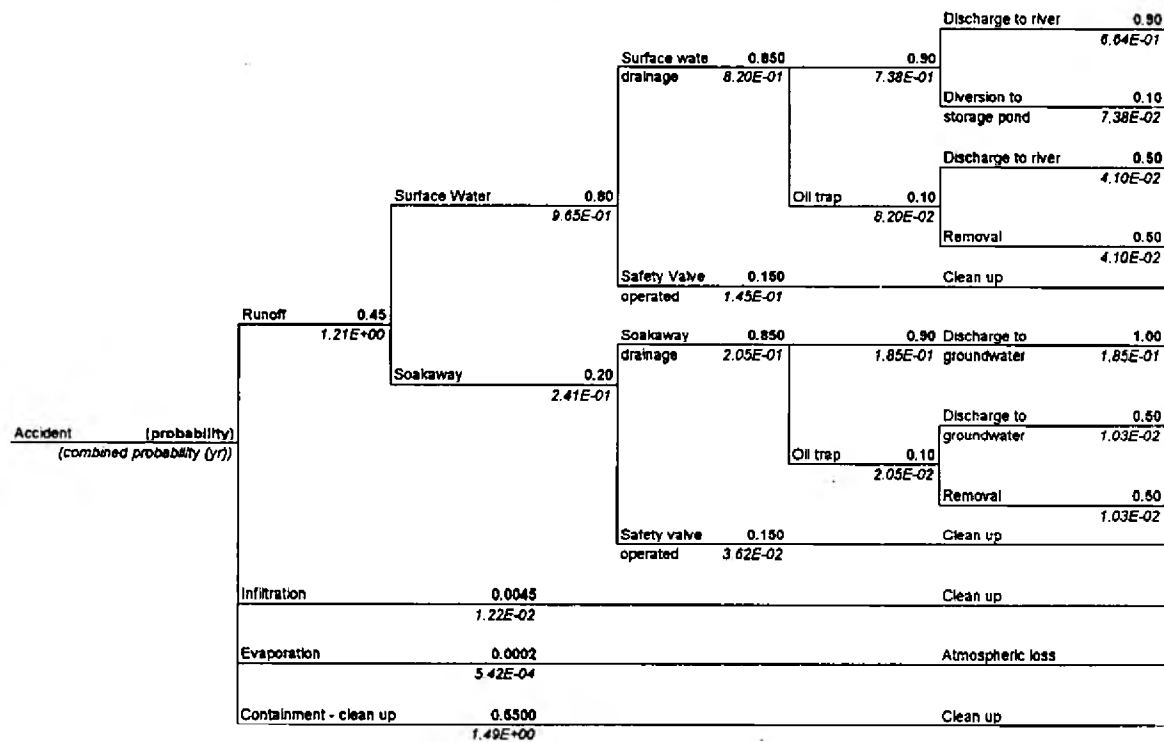 Discharge to river 0.90
6.64E-01
Surface wate 0.850 0.90
drainage 8.20E-01 7.38E-01
Diversion to 0.10
storage pond 7.38E-02
Discharge to river 0.50
4.10E-02
Surface Water 0.80 Oil trap 0.10
9.65E-01 8.20E-02
Removal 0.50
4.10E-02
Safety Valve 0.150 Clean up
operated 1.45E-01
Runoff 0.45
1.21E+00
Soakaway 0.850 0.90 Discharge to 1.00
drainage 2.05E-01 1.85E-01 groundwater 1.85E-01
Soakaway 0.20
2.41E-01
Discharge to 0.50
groundwater 1.03E-02
Accident (probability)
(combined probability (yr))
Oil trap 0.10
2.05E-02
Removal 0.50
1.03E-02
Safety valve 0.150 Clean up
operated 3.62E-02
Infiltration 0.0045 Clean up
1.22E-02
Evaporation 0.0002 Atmospheric loss
5.42E-04
Containment - clean up 0.5500 Clean up
1.49E+00